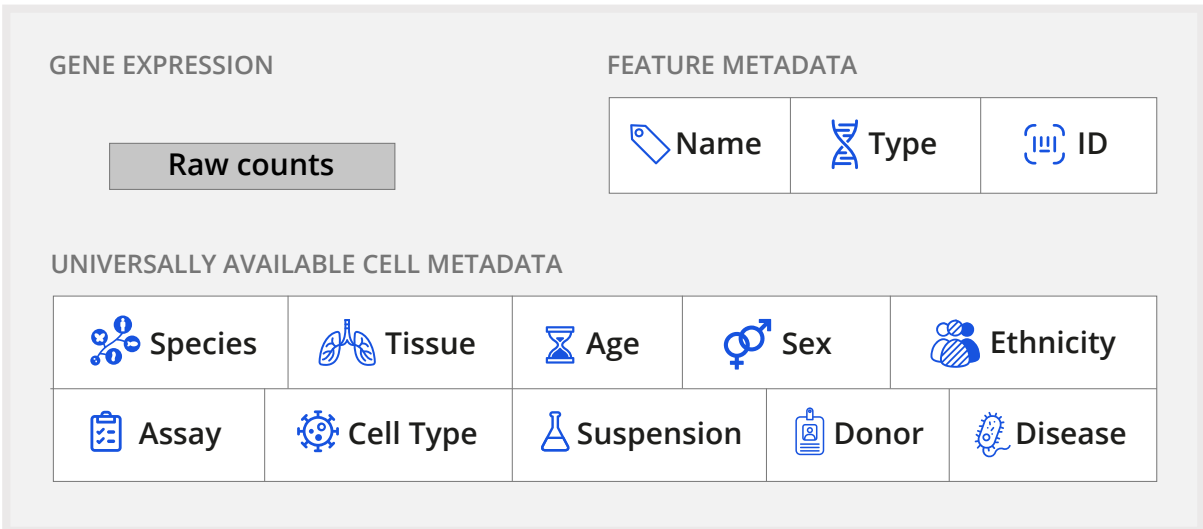 GENE EXPRESSION
Raw counts
FEATURE METADATA
Name Type ID
UNIVERSALLY AVAILABLE CELL METADATA
Species Tissue Age Sex Ethnicity
Assay Cell Type Suspension Donor Disease